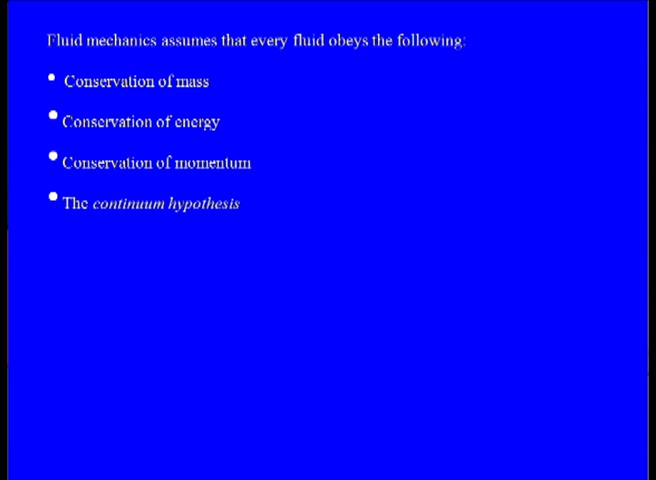 Fluid mechanics assumes that every fluid obeys the following:
• Conservation of mass
• Conservation of energy
• Conservation of momentum
• The continuum hypothesis